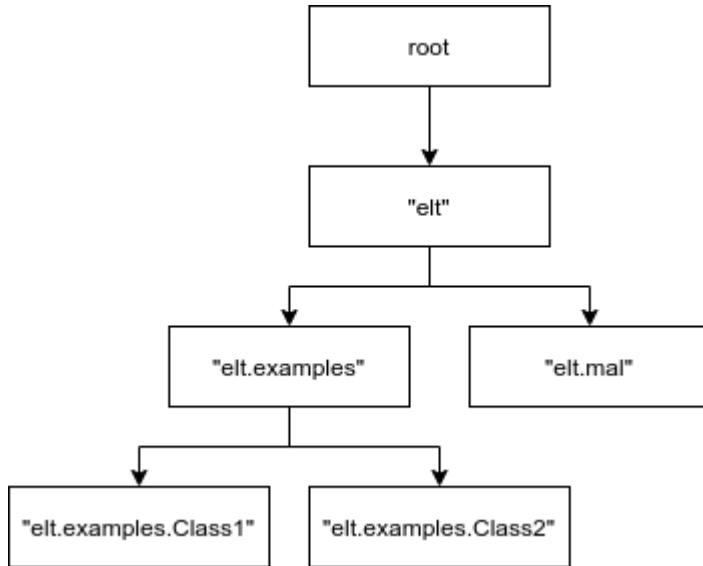 root
"elt"
"elt.examples"
"elt.mal"
"elt.examples.Class1"
"elt.examples.Class2"